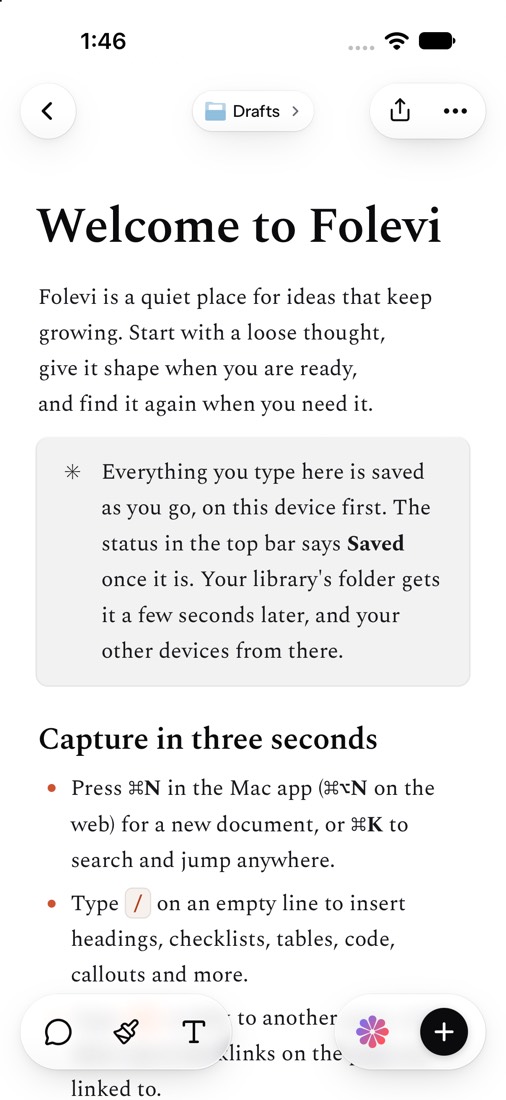 1:46
Drafts
Welcome to Folevi
Folevi is a quiet place for ideas that keep
growing. Start with a loose thought,
give it shape when you are ready,
and find it again when you need it.
Everything you type here is saved
as you go, on this device first. The
status in the top bar says Saved
once it is. Your library's folder gets
it a few seconds later, and your
other devices from there.
Capture in three seconds
Press ⌘N in the Mac app (⌘⌥N on the
web) for a new document, or ⌘K to
search and jump anywhere.
Type / on an empty line to insert
headings, checklists, tables, code,
callouts and more.
to another
on the
linked to.